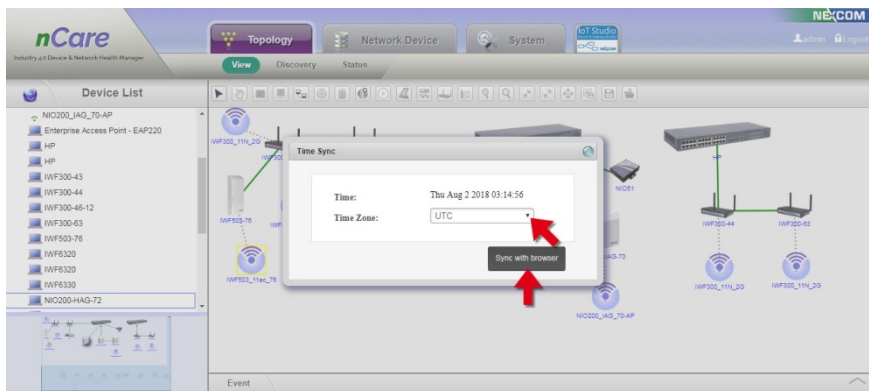 NEXCOM
nCare
Industry 4.0 Device & Network Health Manager
Topology
Network Device
System
IoT Studio
admin
Logout
View
Discovery
Status
Device List
NIO200_IAG_70-AP
Enterprise Access Point - EAP220
HP
HP
IWF300-43
IWF300-44
IWF300-46-12
IWF300-63
IWF503-76
IWF6320
IWF6320
IWF6330
NIO200-HAG-72
IWF300_11N_2G
Time Sync
Time:
Thu Aug 2 2018 03:14:56
Time Zone:
UTC
Sync with browser
HP
NIO51
IWF503-76
IWF300-44
IWF300-63
IWF503_11ac_76
IWF300_11N_2G
IWF300_11N_2G
NIO200_IAG_70-AP
Event